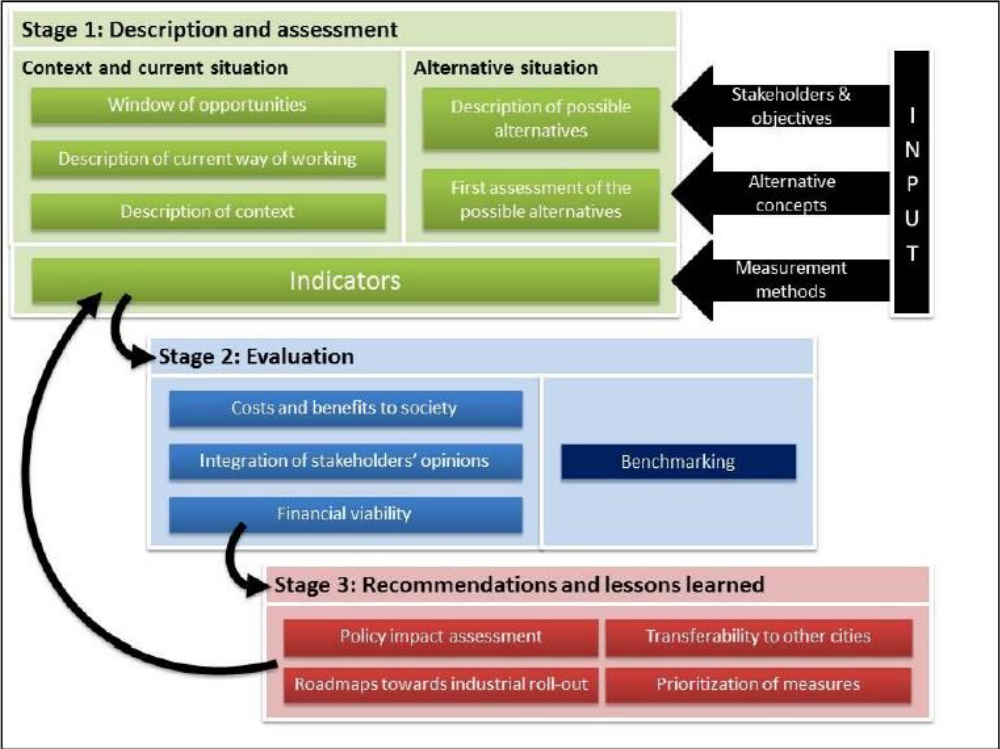 Stage 1: Description and assessment
Context and current situation
Window of opportunities
Description of current way of working
Description of context
Alternative situation
Description of possible
alternatives
First assessment of the
possible alternatives
Indicators
Stakeholders &
objectives
Alternative
concepts
Measurement
methods
I
N
P
U
T
Stage 2: Evaluation
Costs and benefits to society
Integration of stakeholders' opinions
Financial viability
Benchmarking
Stage 3: Recommendations and lessons learned
Policy impact assessment
Transferability to other cities
Roadmaps towards industrial roll-out
Prioritization of measures